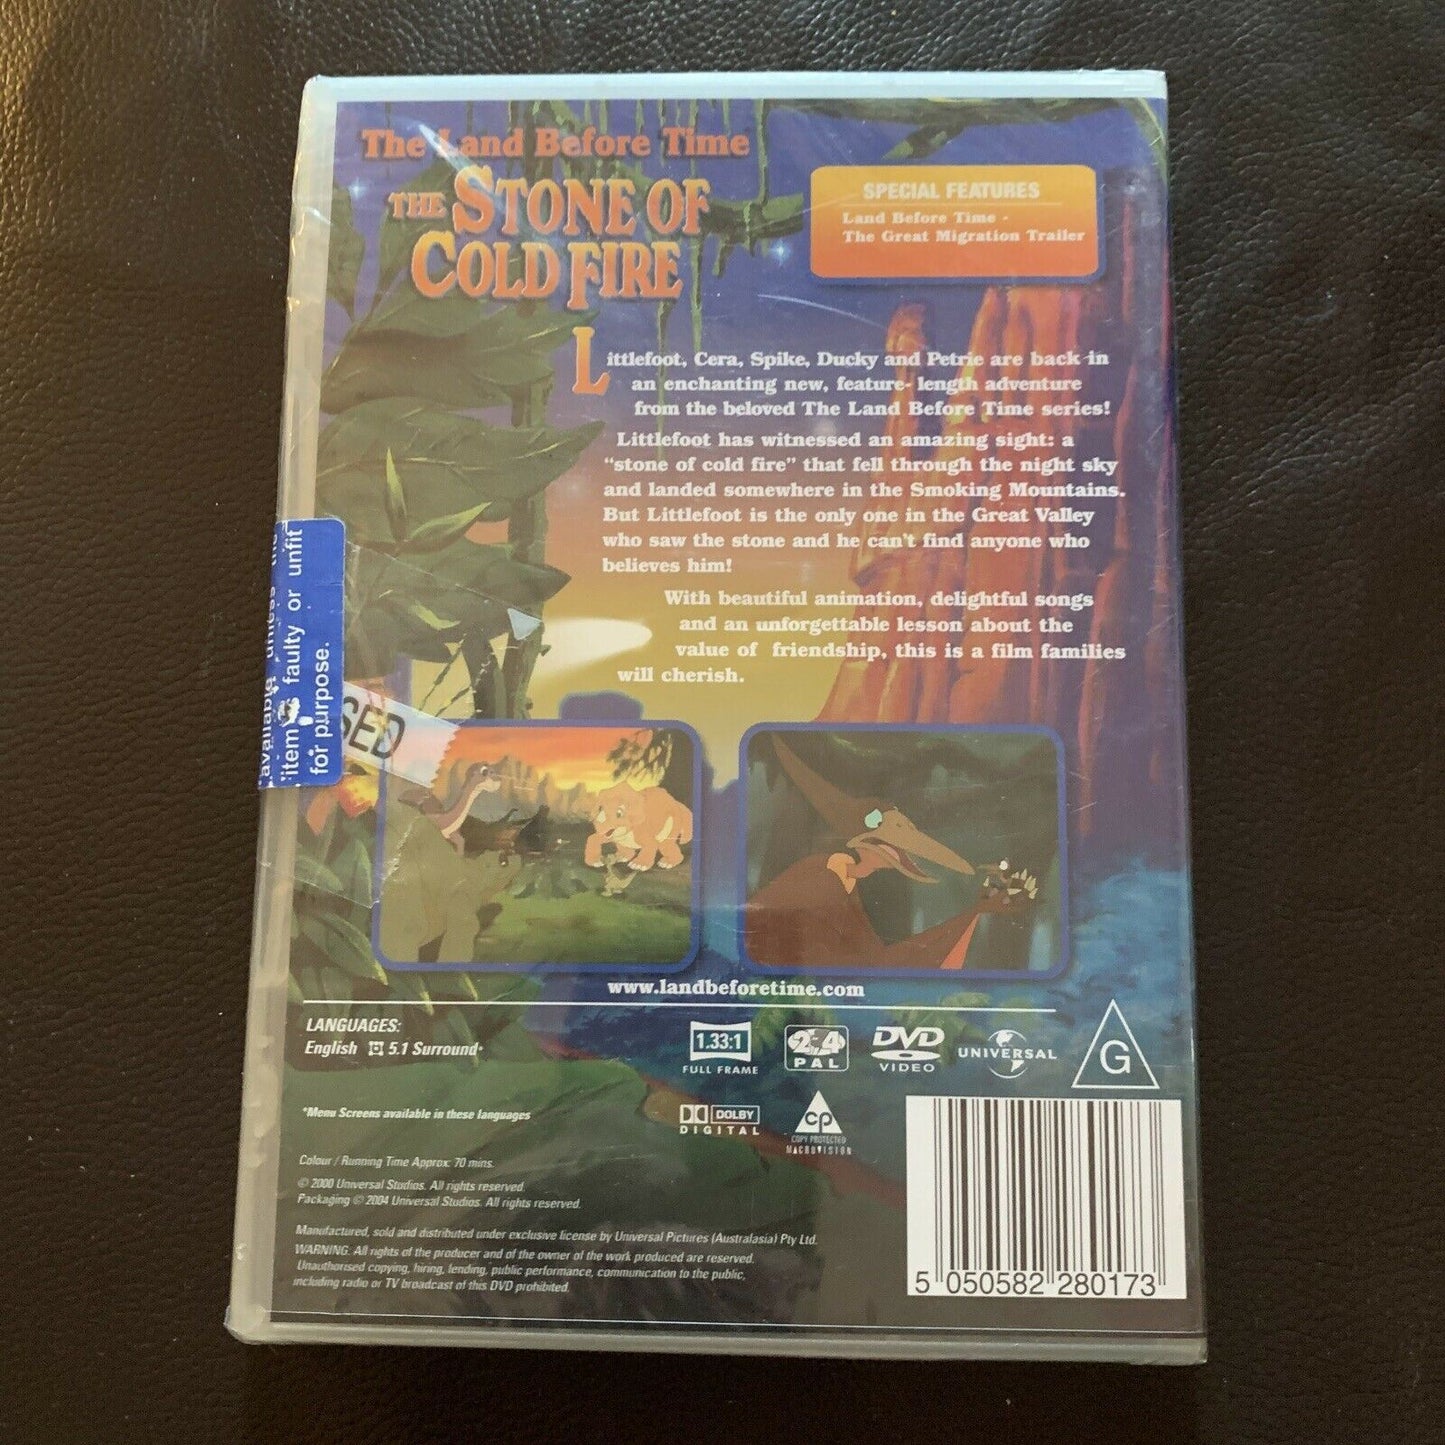 The Land Before Time
THE STONE OF
COLD FIRE
SPECIAL FEATURES
Land Before Time -
The Great Migration Trailer
Littlefoot, Cera, Spike, Ducky and Petrie are back in
an enchanting new, feature- length adventure
from the beloved The Land Before Time series!
Littlefoot has witnessed an amazing sight: a
"stone of cold fire" that fell through the night sky
and landed somewhere in the Smoking Mountains.
But Littlefoot is the only one in the Great Valley
who saw the stone and he can't find anyone who
believes him!
With beautiful animation, delightful songs
and an unforgettable lesson about the
value of friendship, this is a film families
will cherish.
available unless
item faulty or unfit
for purpose.
SED
www.landbeforetime.com
LANGUAGES:
English 5.1 Surround*
1.33:1
FULL FRAME
2 4
PAL
DVD
VIDEO
UNIVERSAL
G
*Menu Screens available in these languages
DOLBY
DIGITAL
CP
COPY PROTECTED
MACROVISION
Colour / Running Time Approx: 70 mins.
© 2000 Universal Studios. All rights reserved.
Packaging © 2004 Universal Studios. All rights reserved.
Manufactured, sold and distributed under exclusive license by Universal Pictures (Australasia) Pty Ltd.
WARNING. All rights of the producer and of the owner of the work produced are reserved.
Unauthorised copying, hiring, lending, public performance, communication to the public,
including radio or TV broadcast of this DVD prohibited.
5 050582 280173